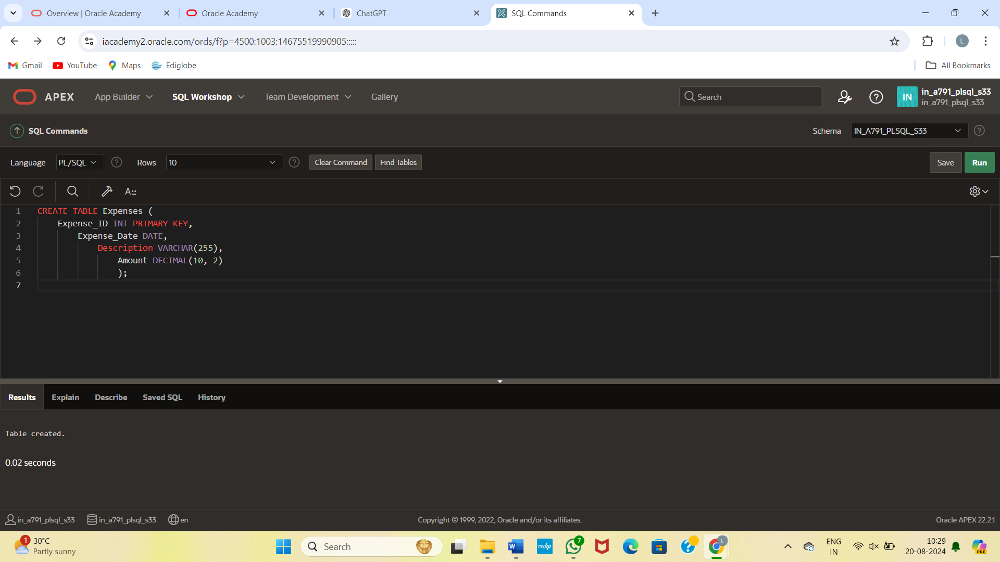 Overview | Oracle Academy
Oracle Academy
ChatGPT
SQL Commands
iacademy2.oracle.com/ords/f?p=4500:1003:14675519990905:::::
L
Gmail
YouTube
Maps
Ediglobe
All Bookmarks
APEX
App Builder
SQL Workshop
Team Development
Gallery
Search
IN
in_a791_plsql_s33
in_a791_plsql_s33
SQL Commands
Schema
IN_A791_PLSQL_S33
Language
PL/SQL
Rows
10
Clear Command
Find Tables
Save
Run
A::
1 CREATE TABLE Expenses (
2 Expense_ID INT PRIMARY KEY,
3 Expense_Date DATE,
4 Description VARCHAR(255),
5 Amount DECIMAL(10, 2)
6 );
7
Results
Explain
Describe
Saved SQL
History
Table created.
0.02 seconds
in_a791_plsql_s33
in_a791_plsql_s33
en
Copyright © 1999, 2022, Oracle and/or its affiliates.
Oracle APEX 22.2.1
1
30°C
Partly sunny
Search
W
myhp
7
L
ENG
IN
10:29
20-08-2024
PRE